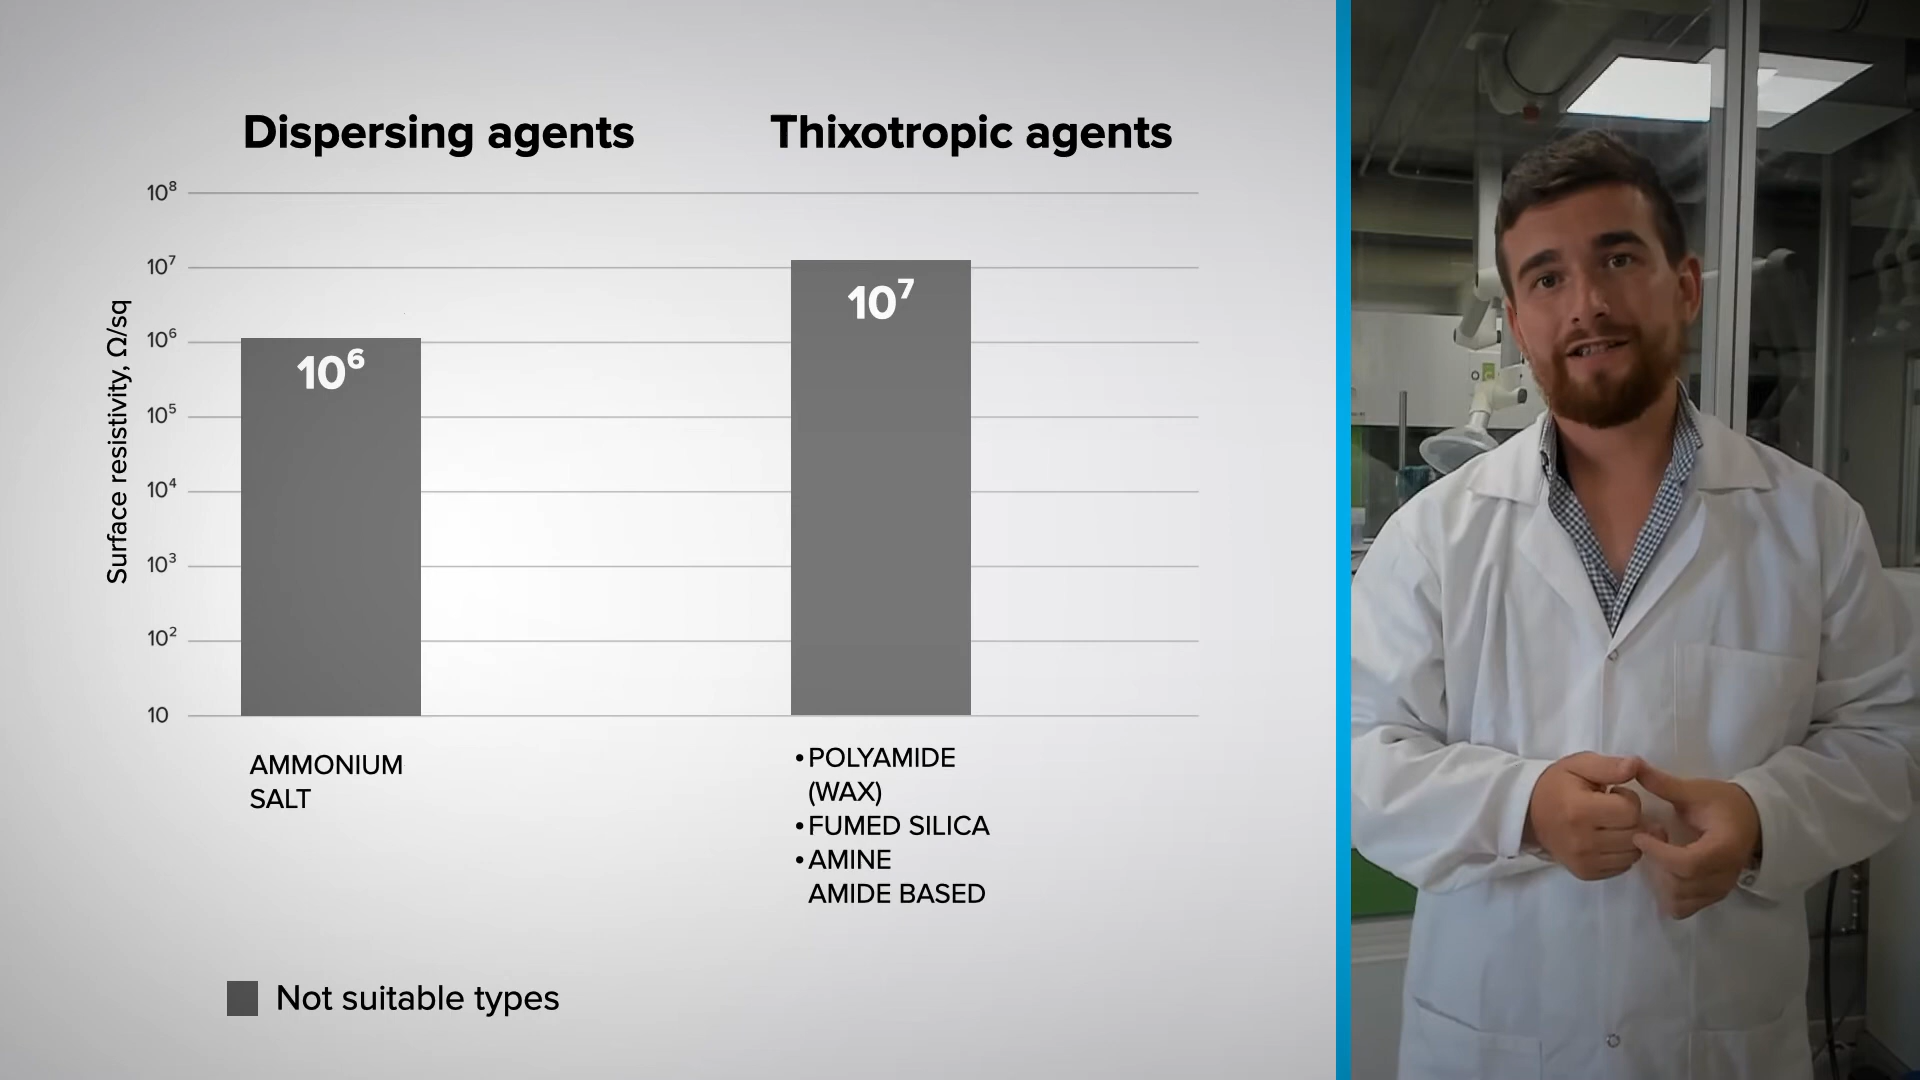 Dispersing agents
Thixotropic agents
10⁸
10⁷
10⁶
10⁵
10⁴
10³
10²
10
Surface resistivity, Ω/sq
10⁶
10⁷
AMMONIUM
SALT
• POLYAMIDE
(WAX)
• FUMED SILICA
• AMINE
AMIDE BASED
Not suitable types